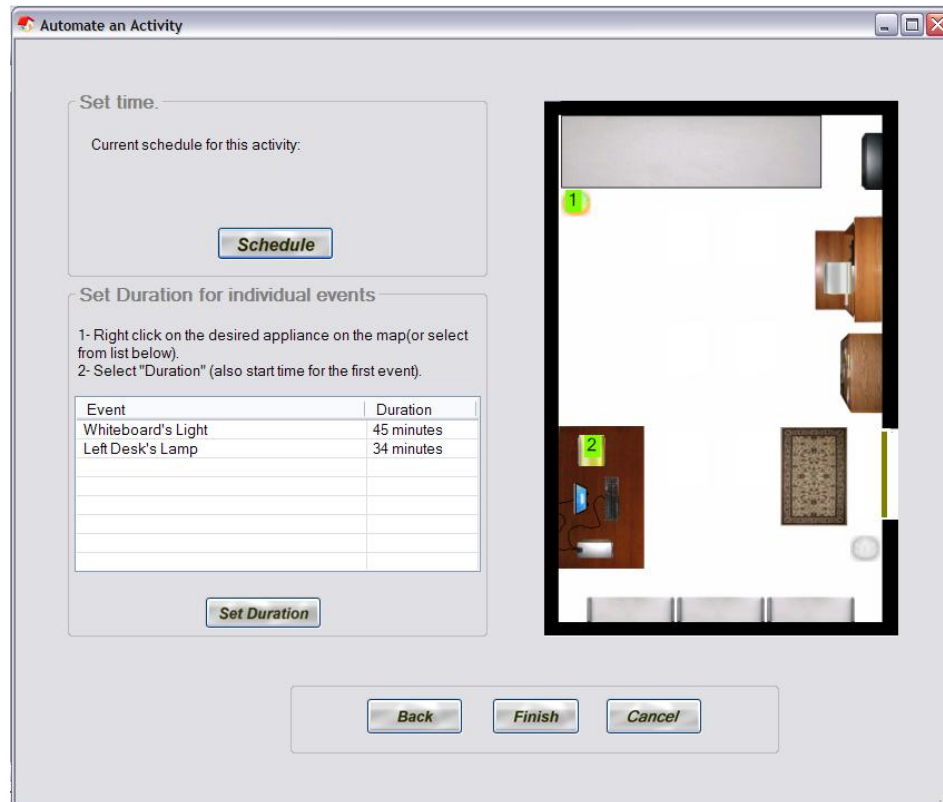 Automate an Activity
Set time.
Current schedule for this activity:
Schedule
Set Duration for individual events
1- Right click on the desired appliance on the map(or select
from list below).
2- Select "Duration" (also start time for the first event).
Event Duration
Whiteboard's Light 45 minutes
Left Desk's Lamp 34 minutes
Set Duration
1
2
Back Finish Cancel